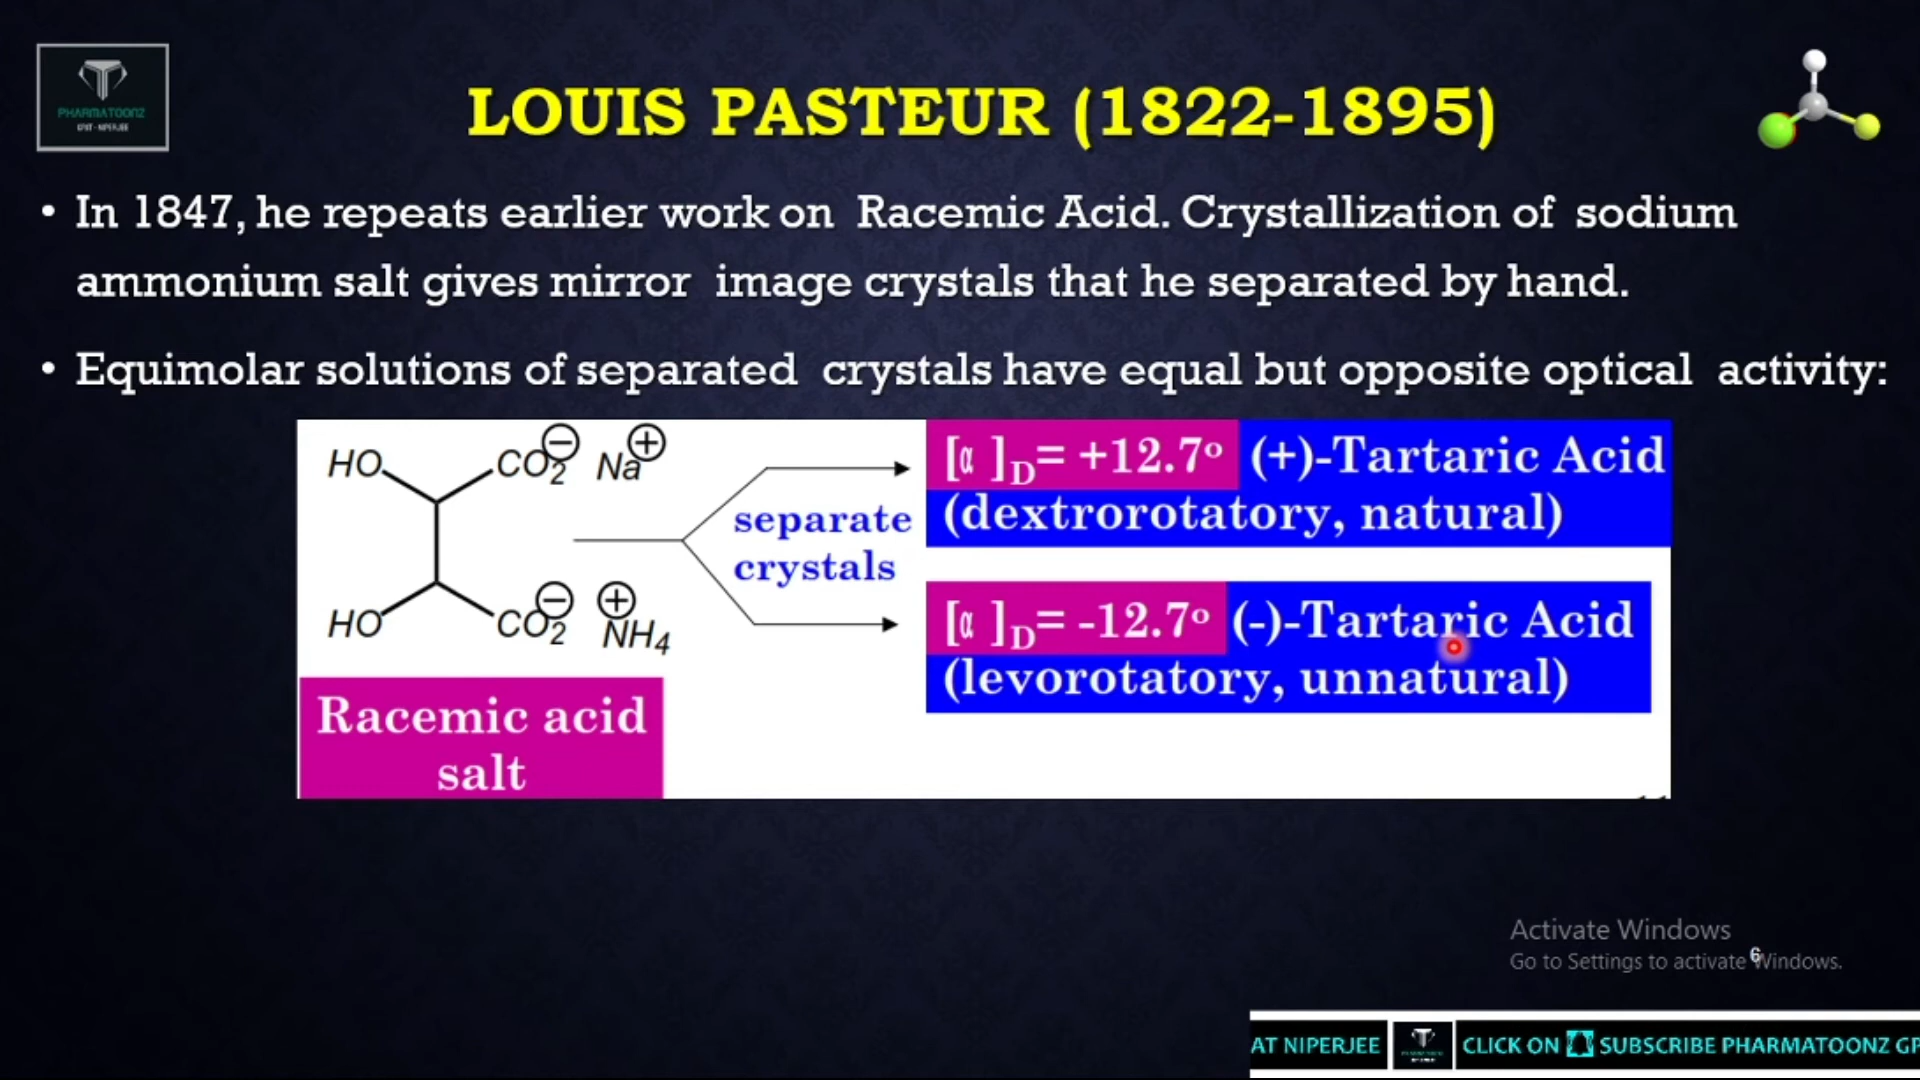 PHARMATOONZ
GPAT - NIPERJEE
LOUIS PASTEUR (1822-1895)
• In 1847, he repeats earlier work on Racemic Acid. Crystallization of sodium
ammonium salt gives mirror image crystals that he separated by hand.
• Equimolar solutions of separated crystals have equal but opposite optical activity:
HO CO2⊖ Na⊕
HO CO2⊖ NH4⊕
Racemic acid
salt
separate
crystals
[α ]D= +12.7º (+)-Tartaric Acid
(dextrorotatory, natural)
[α ]D= -12.7º (-)-Tartaric Acid
(levorotatory, unnatural)
Activate Windows
Go to Settings to activate Windows.
6
AT NIPERJEE CLICK ON SUBSCRIBE PHARMATOONZ GP